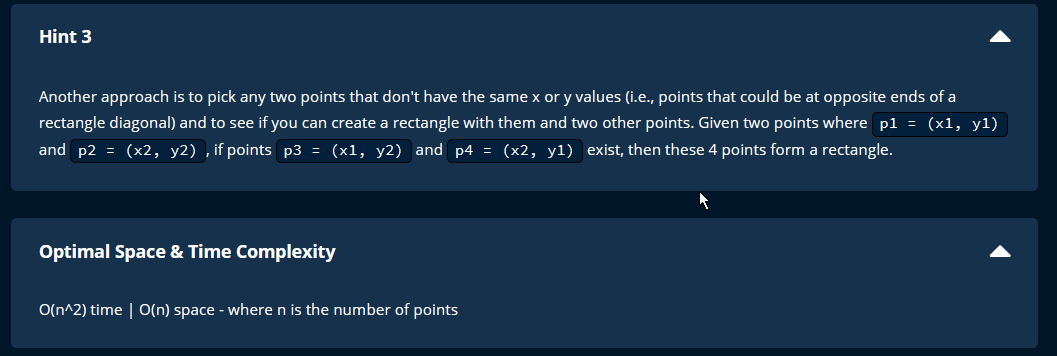 Hint 3
Another approach is to pick any two points that don't have the same x or y values (i.e., points that could be at opposite ends of a
rectangle diagonal) and to see if you can create a rectangle with them and two other points. Given two points where p1 = (x1, y1)
and p2 = (x2, y2) , if points p3 = (x1, y2) and p4 = (x2, y1) exist, then these 4 points form a rectangle.
Optimal Space & Time Complexity
O(n^2) time | O(n) space - where n is the number of points